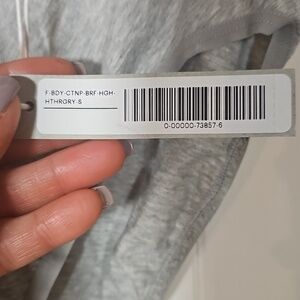 F-BDY-CTNP-BRF-HGH-
HTHRGRY-S
0-00000-73857-6